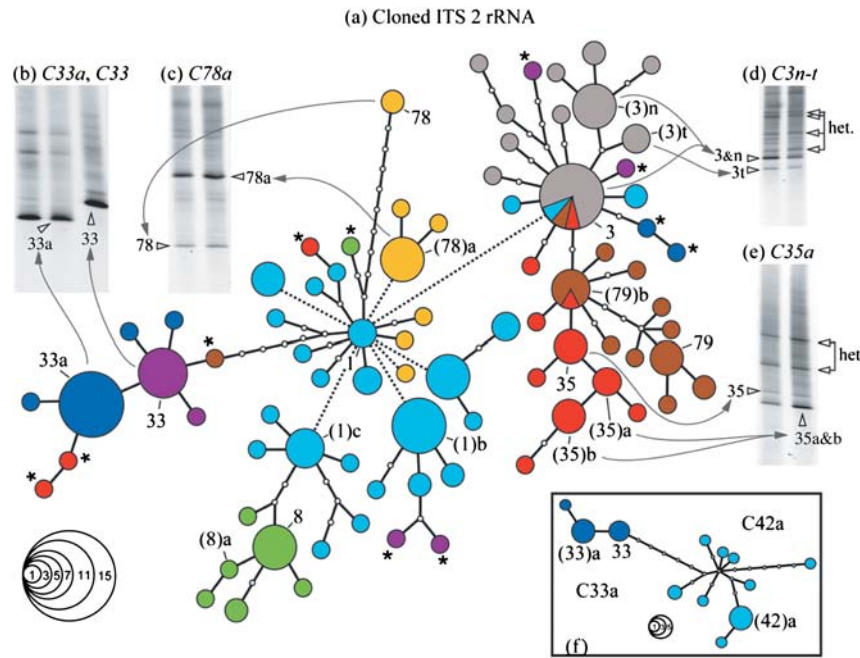 (a) Cloned ITS 2 rRNA
(b) C33a, C33
(c) C78a
(d) C3n-t
33a
33
78a
78
78
(78)a
*
*
*
(3)n
(3)t
*
3
*
*
3&n
3t
het.
(e) C35a
35
het
35a&b
33a
33
*
*
*
1
(1)c
(1)b
(8)a
8
*
*
(79)b
79
35
(35)a
(35)b
1 3 5 7 11 15
C42a
(33)a
33
C33a
(42)a
(f)